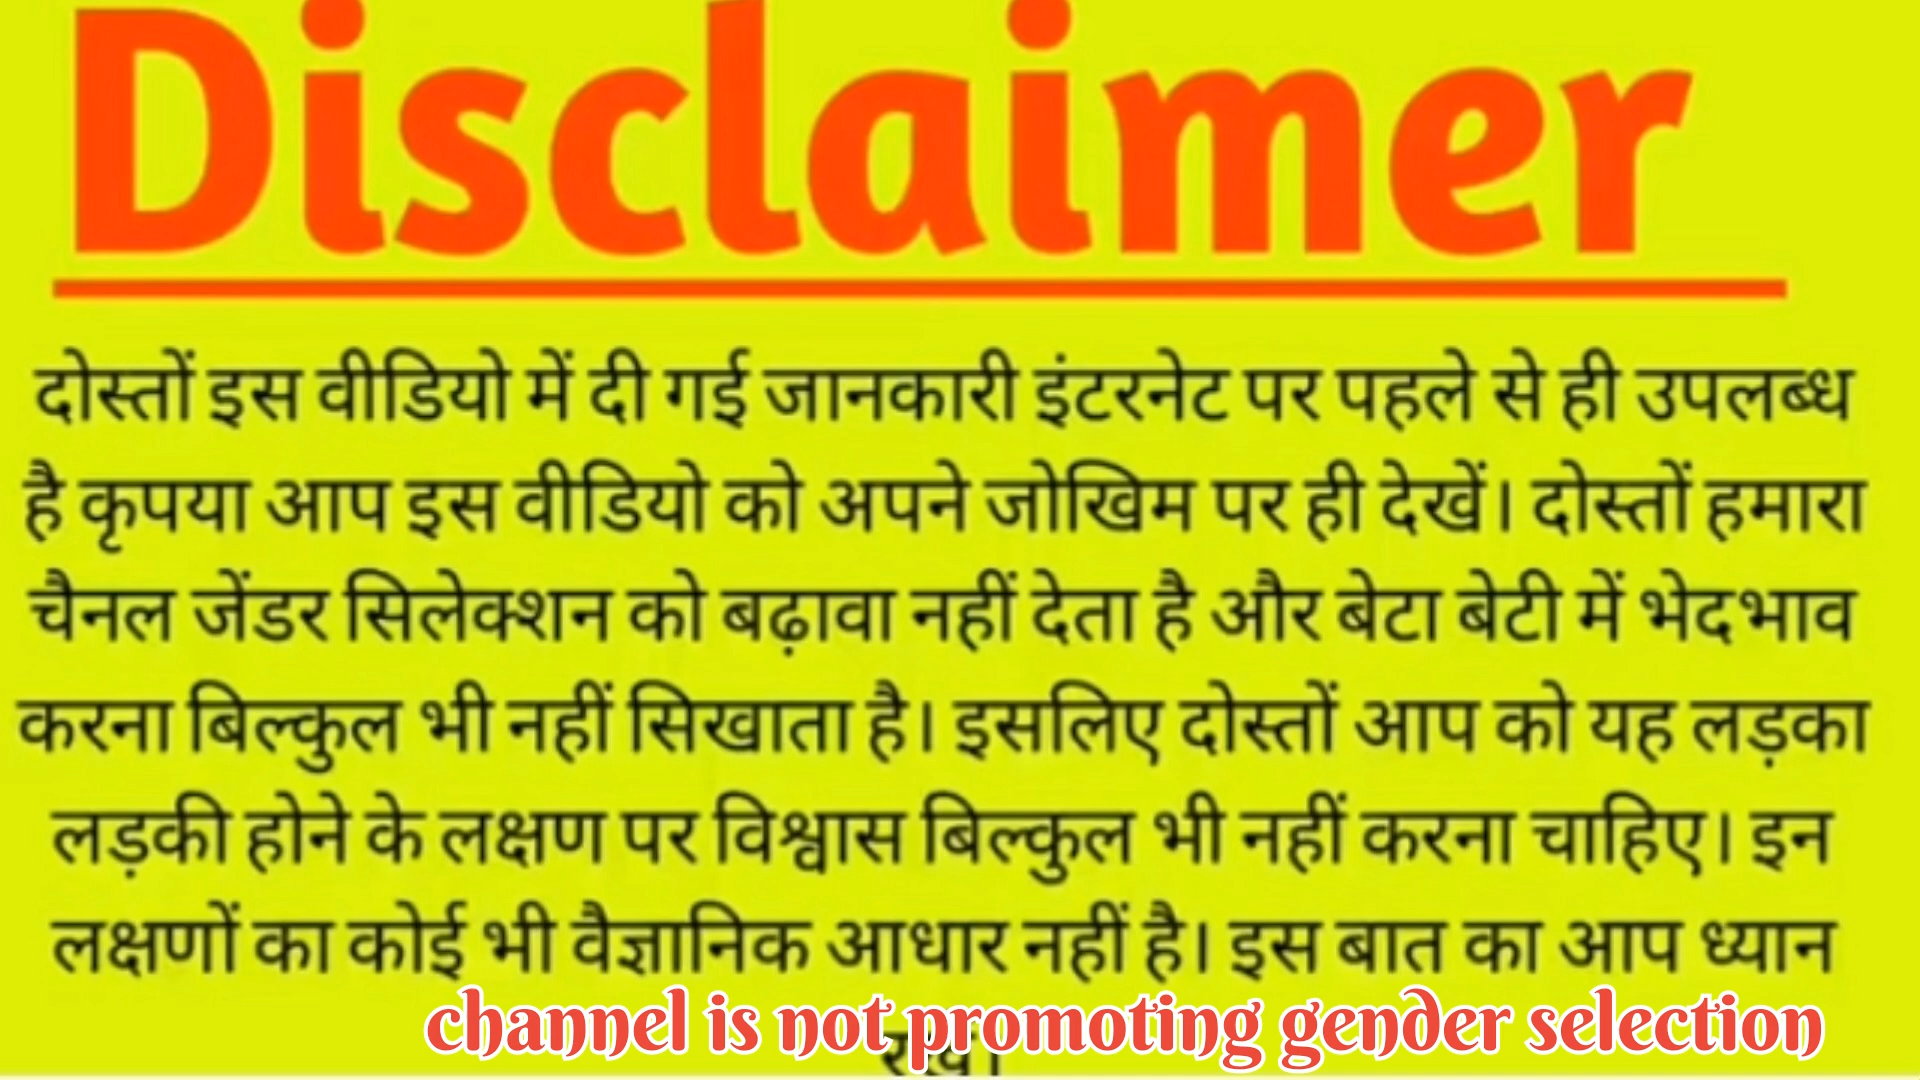 Disclaimer
दोस्तों इस वीडियो में दी गई जानकारी इंटरनेट पर पहले से ही उपलब्ध
है कृपया आप इस वीडियो को अपने जोखिम पर ही देखें। दोस्तों हमारा
चैनल जेंडर सिलेक्शन को बढ़ावा नहीं देता है और बेटा बेटी में भेदभाव
करना बिल्कुल भी नहीं सिखाता है। इसलिए दोस्तों आप को यह लड़का
लड़की होने के लक्षण पर विश्वास बिल्कुल भी नहीं करना चाहिए। इन
लक्षणों का कोई भी वैज्ञानिक आधार नहीं है। इस बात का आप ध्यान
channel is not promoting gender selection